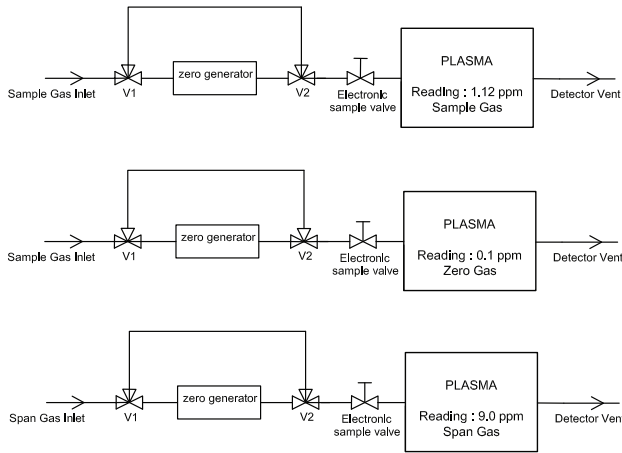 PLASMA
zero generator
Reading : 1.12 ppm
Sample Gas Inlet V1 V2 Electronic Sample Gas Detector Vent
sample valve
PLASMA
zero generator
Reading : 0.1 ppm
Sample Gas Inlet V1 V2 Electronic Zero Gas Detector Vent
sample valve
PLASMA
zero generator
Reading : 9.0 ppm
Span Gas Inlet V1 V2 Electronic Span Gas Detector Vent
sample valve